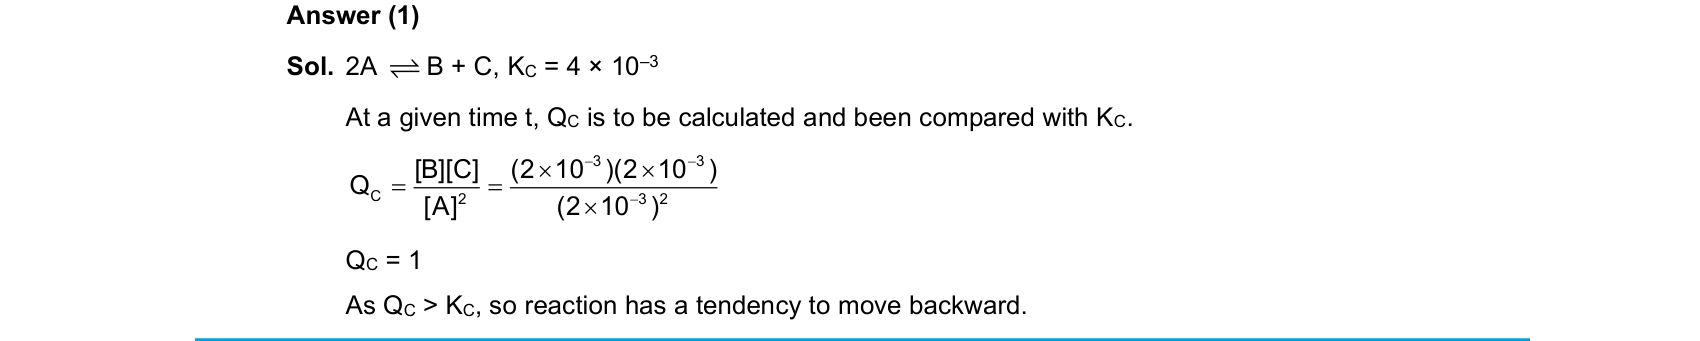 Answer (1)
Sol. 2A ⇌ B + C, KC = 4 × 10–3
At a given time t, QC is to be calculated and been compared with KC.
QC = [B][C] / [A]2 = (2×10–3)(2×10–3) / (2×10–3)2
QC = 1
As QC > KC, so reaction has a tendency to move backward.